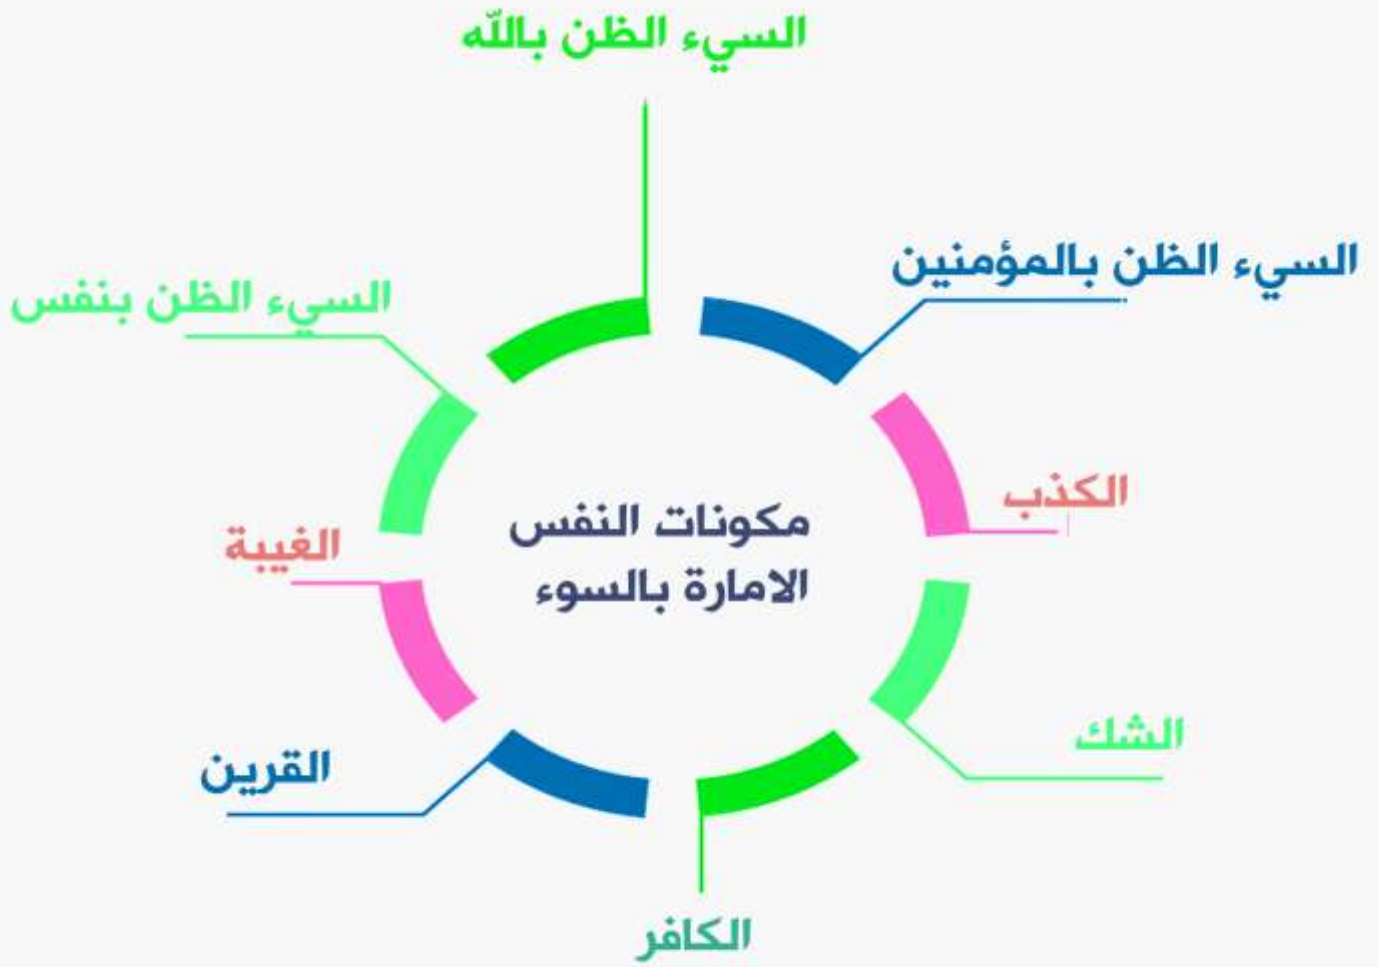 السيء الظن بالله
السيء الظن بالمؤمنين
السيء الظن بنفس
الكذب
مكونات النفس
الامارة بالسوء
الغيبة
الشك
القرين
الكافر